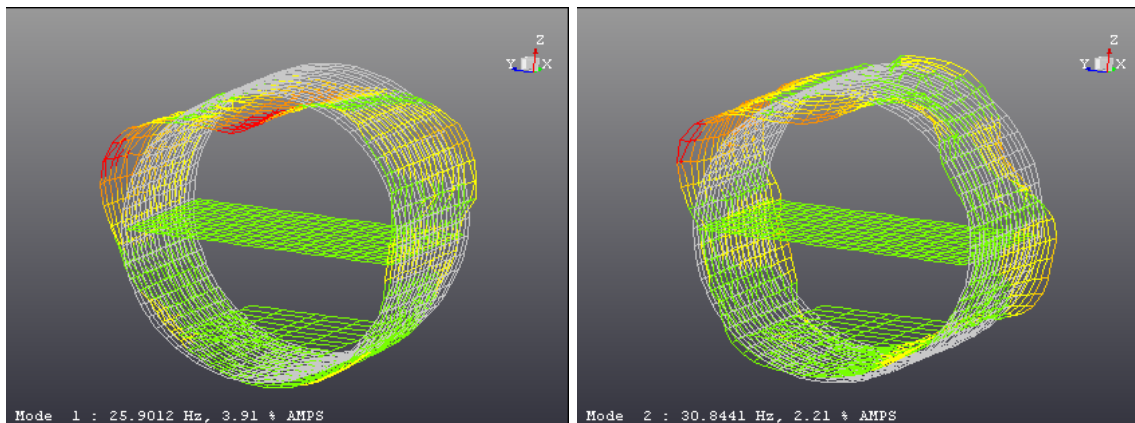 Z
Y X
Z
Y X
Mode 1 : 25.9012 Hz, 3.91 % AMPS
Mode 2 : 30.8441 Hz, 2.21 % AMPS